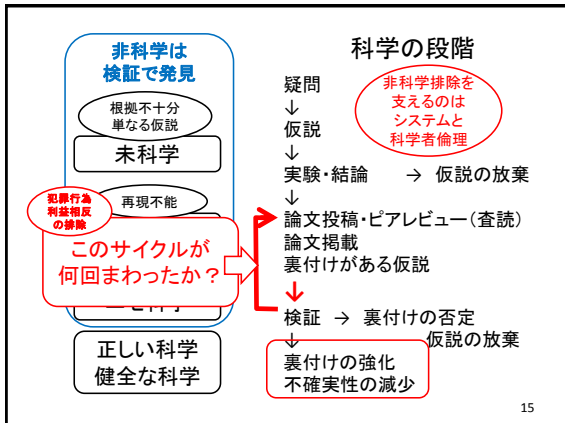 非科学は
検証で発見
根拠不十分
単なる仮説
未科学
犯罪行為
利益相反
の排除
再現不能
このサイクルが
何回まわったか？
正しい科学
健全な科学
科学の段階
非科学排除を
支えるのは
システムと
科学者倫理
疑問
↓
仮説
↓
実験・結論 → 仮説の放棄
↓
論文投稿・ピアレビュー（査読）
論文掲載
裏付けがある仮説
↓
検証 → 裏付けの否定
↓ 仮説の放棄
裏付けの強化
不確実性の減少
15